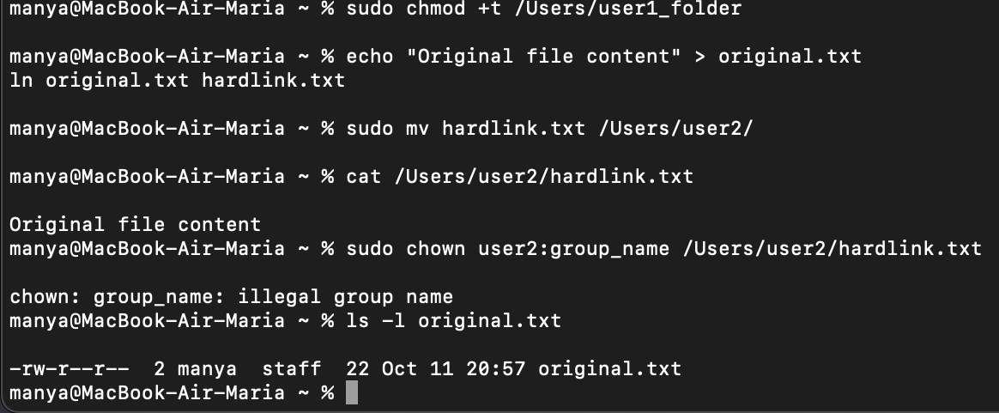 manya@MacBook-Air-Maria ~ % sudo chmod +t /Users/user1_folder
manya@MacBook-Air-Maria ~ % echo "Original file content" > original.txt
ln original.txt hardlink.txt
manya@MacBook-Air-Maria ~ % sudo mv hardlink.txt /Users/user2/
manya@MacBook-Air-Maria ~ % cat /Users/user2/hardlink.txt
Original file content
manya@MacBook-Air-Maria ~ % sudo chown user2:group_name /Users/user2/hardlink.txt
chown: group_name: illegal group name
manya@MacBook-Air-Maria ~ % ls -l original.txt
-rw-r--r--  2 manya  staff  22 Oct 11 20:57 original.txt
manya@MacBook-Air-Maria ~ %